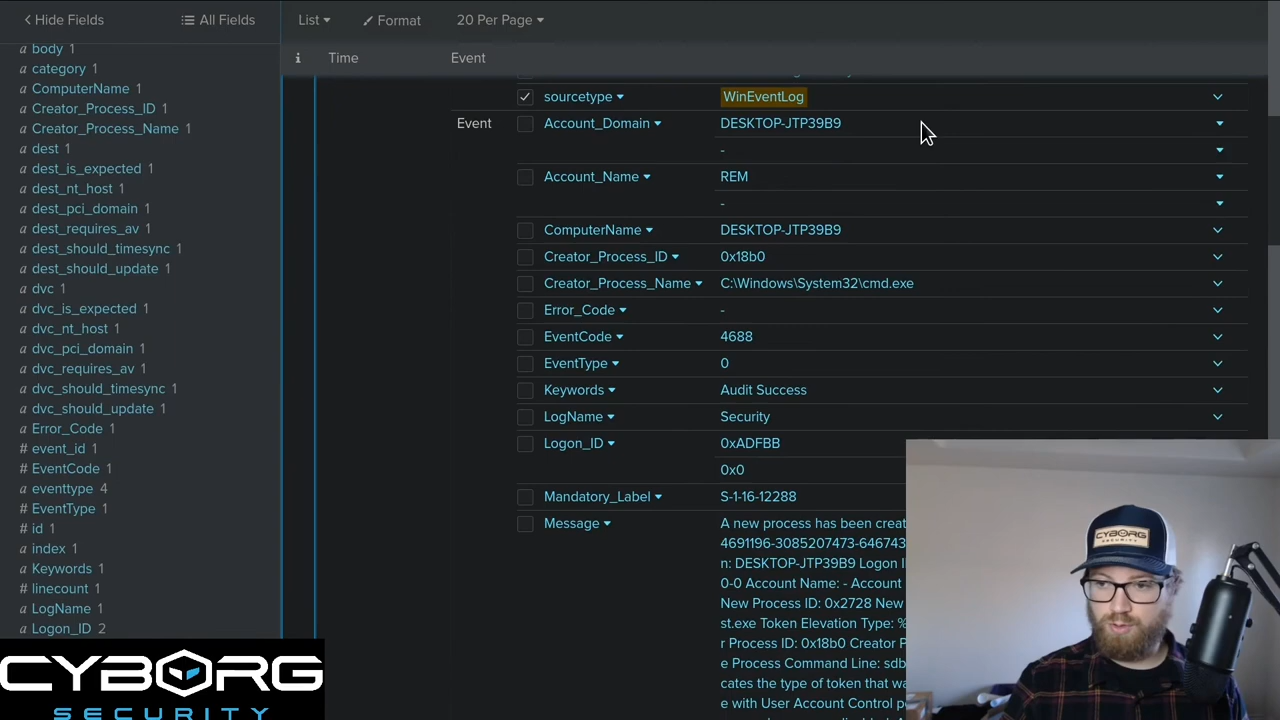 Hide Fields
All Fields
List
Format
20 Per Page
i
Time
Event
a body 1
a category 1
a ComputerName 1
a Creator_Process_ID 1
a Creator_Process_Name 1
a dest 1
a dest_is_expected 1
a dest_nt_host 1
a dest_pci_domain 1
a dest_requires_av 1
a dest_should_timesync 1
a dest_should_update 1
a dvc 1
a dvc_is_expected 1
a dvc_nt_host 1
a dvc_pci_domain 1
a dvc_requires_av 1
a dvc_should_timesync 1
a dvc_should_update 1
a Error_Code 1
# event_id 1
# EventCode 1
a eventtype 4
# EventType 1
# id 1
a index 1
a Keywords 1
# linecount 1
a LogName 1
a Logon_ID 2
sourcetype WinEventLog
Event Account_Domain DESKTOP-JTP39B9
-
Account_Name REM
-
ComputerName DESKTOP-JTP39B9
Creator_Process_ID 0x18b0
Creator_Process_Name C:\Windows\System32\cmd.exe
Error_Code -
EventCode 4688
EventType 0
Keywords Audit Success
LogName Security
Logon_ID 0xADFBB
0x0
Mandatory_Label S-1-16-12288
Message A new process has been creat
4691196-3085207473-646743
n: DESKTOP-JTP39B9 Logon I
0-0 Account Name: - Account
New Process ID: 0x2728 New
st.exe Token Elevation Type: %
r Process ID: 0x18b0 Creator P
e Process Command Line: sdb
cates the type of token that wa
e with User Account Control p
CYBORG
SECURITY
CYBORG
SECURITY